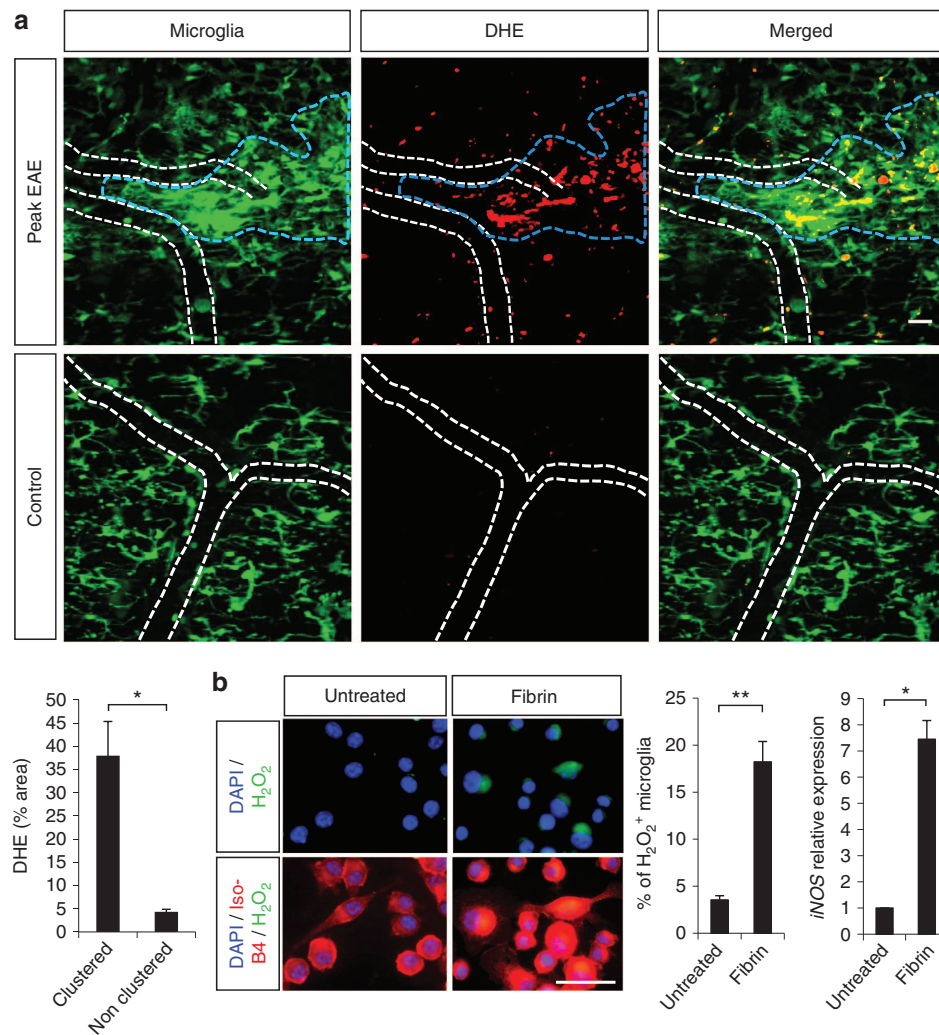 a
Microglia
DHE
Merged
Peak EAE
Control
DHE (% area)
50
45
40
35
30
25
20
15
10
5
0
*
Clustered
Non clustered
b
Untreated
Fibrin
DAPI /
H₂O₂
DAPI / Iso-
B4 / H₂O₂
% of H₂O₂⁺ microglia
25
20
15
10
5
0
**
Untreated
Fibrin
iNOS relative expression
9
8
7
6
5
4
3
2
1
0
*
Untreated
Fibrin